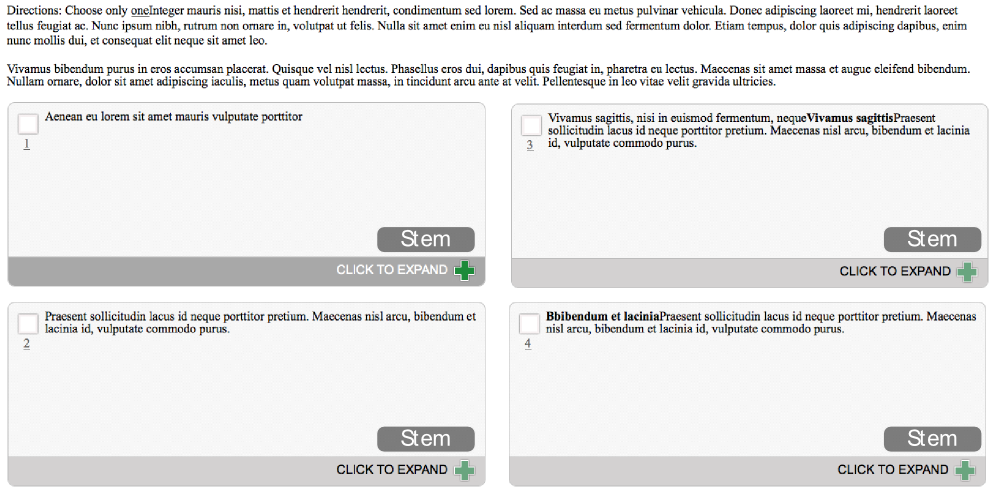 Directions: Choose only oneInteger mauris nisi, mattis et hendrerit hendrerit, condimentum sed lorem. Sed ac massa eu metus pulvinar vehicula. Donec adipiscing laoreet mi, hendrerit laoreet
tellus feugiat ac. Nunc ipsum nibh, rutrum non ornare in, volutpat ut felis. Nulla sit amet enim eu nisl aliquam interdum sed fermentum dolor. Etiam tempus, dolor quis adipiscing dapibus, enim
nunc mollis dui, et consequat elit neque sit amet leo.
Vivamus bibendum purus in eros accumsan placerat. Quisque vel nisl lectus. Phasellus eros dui, dapibus quis feugiat in, pharetra eu lectus. Maecenas sit amet massa et augue eleifend bibendum.
Nullam ornare, dolor sit amet adipiscing iaculis, metus quam volutpat massa, in tincidunt arcu ante at velit. Pellentesque in leo vitae velit gravida ultricies.
Aenean eu lorem sit amet mauris vulputate porttitor
1
Stem
CLICK TO EXPAND
Vivamus sagittis, nisi in euismod fermentum, nequeVivamus sagittisPraesent
sollicitudin lacus id neque porttitor pretium. Maecenas nisl arcu, bibendum et lacinia
3 id, vulputate commodo purus.
Stem
CLICK TO EXPAND
Praesent sollicitudin lacus id neque porttitor pretium. Maecenas nisl arcu, bibendum et
lacinia id, vulputate commodo purus.
2
Stem
CLICK TO EXPAND
Bbibendum et laciniaPraesent sollicitudin lacus id neque porttitor pretium. Maecenas
nisl arcu, bibendum et lacinia id, vulputate commodo purus.
4
Stem
CLICK TO EXPAND